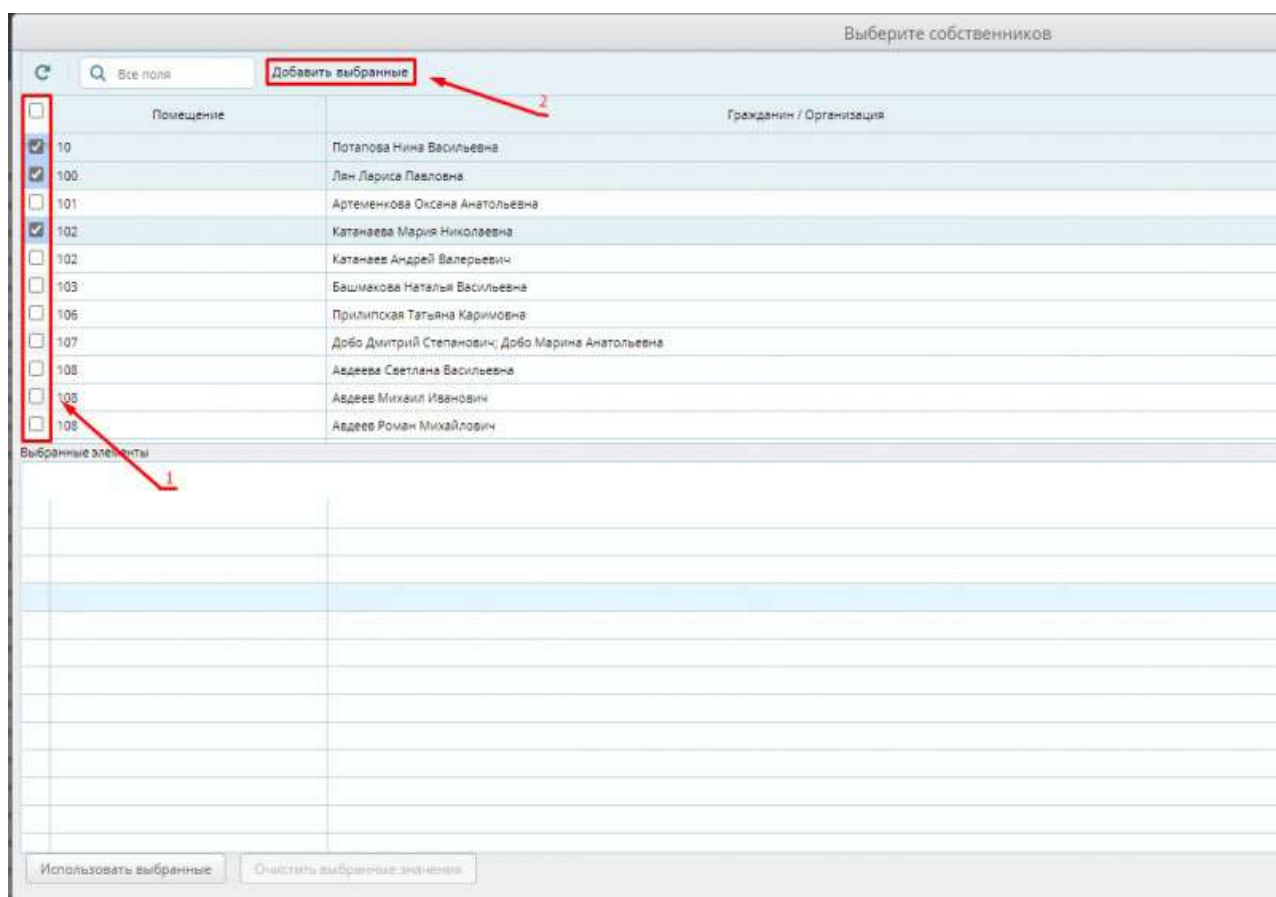 Выберите собственников
Все поля Добавить выбранные
2
Помещение Гражданин / Организация
10 Потапова Нина Васильевна
100 Лян Лариса Павловна
101 Артеменкова Оксана Анатольевна
102 Катанаева Мария Николаевна
102 Катанаев Андрей Валерьевич
103 Башмакова Наталья Васильевна
106 Прилипская Татьяна Каримовна
107 Добо Дмитрий Степанович; Добо Марина Анатольевна
108 Авдеева Светлана Васильевна
108 Авдеев Михаил Иванович
108 Авдеев Роман Михайлович
Выбранные элементы
1
Использовать выбранные Очистить выбранные значения